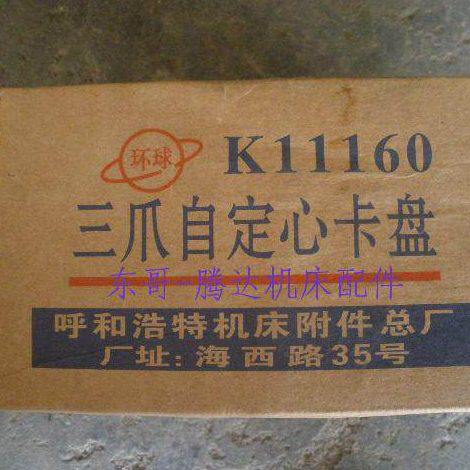 环球 K11160
三爪自定心卡盘
东哥-腾达机床配件
呼和浩特机床附件总厂
厂址:海西路35号